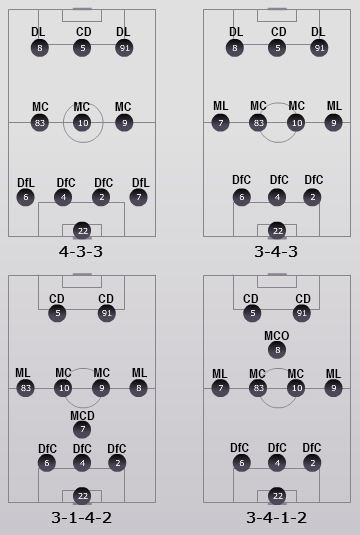 DL CD DL
8 5 91
MC MC MC
83 10 9
DfL DfC DfC DfL
6 4 2 7
22
4-3-3
DL CD DL
8 5 91
ML MC MC ML
7 83 10 9
DfC DfC DfC
6 4 2
22
3-4-3
CD CD
5 91
ML MC MC ML
83 10 9 8
MCD
7
DfC DfC DfC
6 4 2
22
3-1-4-2
CD CD
5 91
MCO
8
ML MC MC ML
7 83 10 9
DfC DfC DfC
6 4 2
22
3-4-1-2